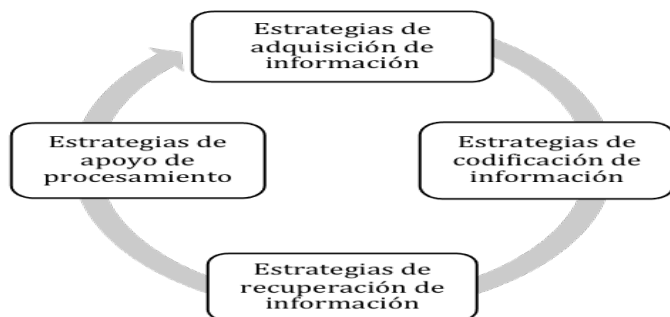 Estrategias de
adquisición de
información
Estrategias de
codificación de
información
Estrategias de
recuperación de
información
Estrategias de
apoyo de
procesamiento